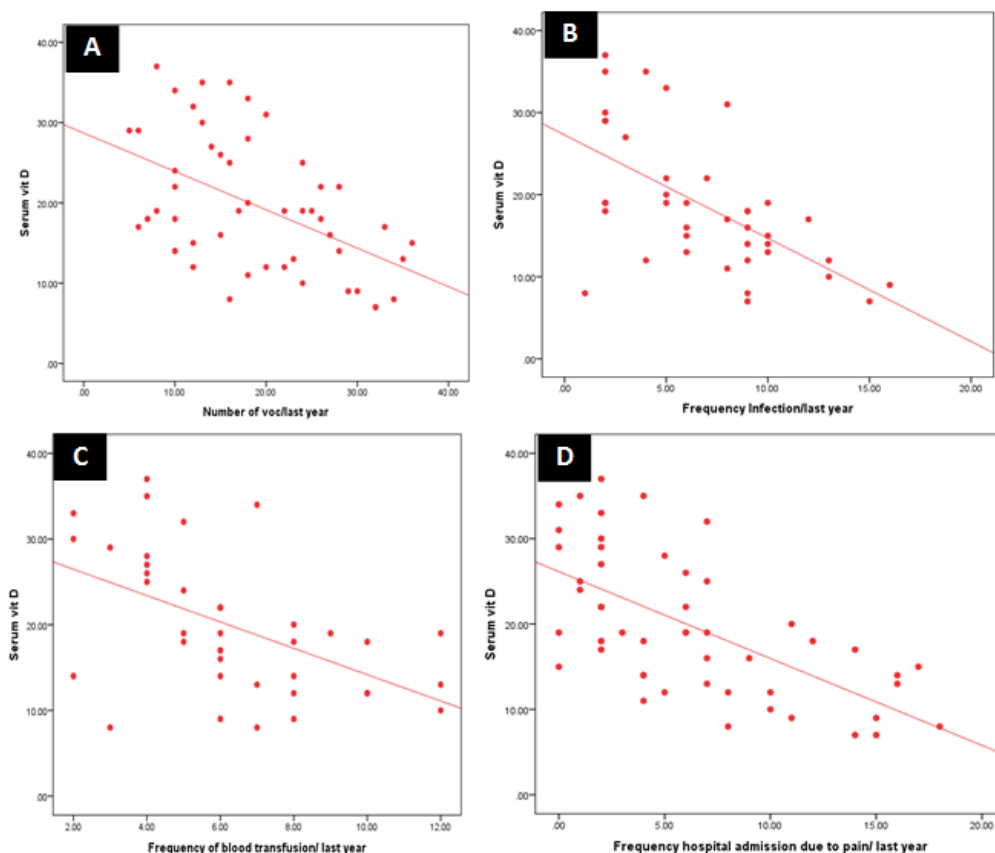 A
40.00
30.00
20.00
10.00
.00
Serum vit D
.00 10.00 20.00 30.00 40.00
Number of voc/last year
B
40.00
30.00
20.00
10.00
.00
Serum vit D
.00 5.00 10.00 15.00 20.00
Frequency Infection/last year
C
40.00
30.00
20.00
10.00
.00
Serum vit D
2.00 4.00 6.00 8.00 10.00 12.00
Frequency of blood transfusion/ last year
D
40.00
30.00
20.00
10.00
.00
Serum vit D
.00 5.00 10.00 15.00 20.00
Frequency hospital admission due to pain/ last year